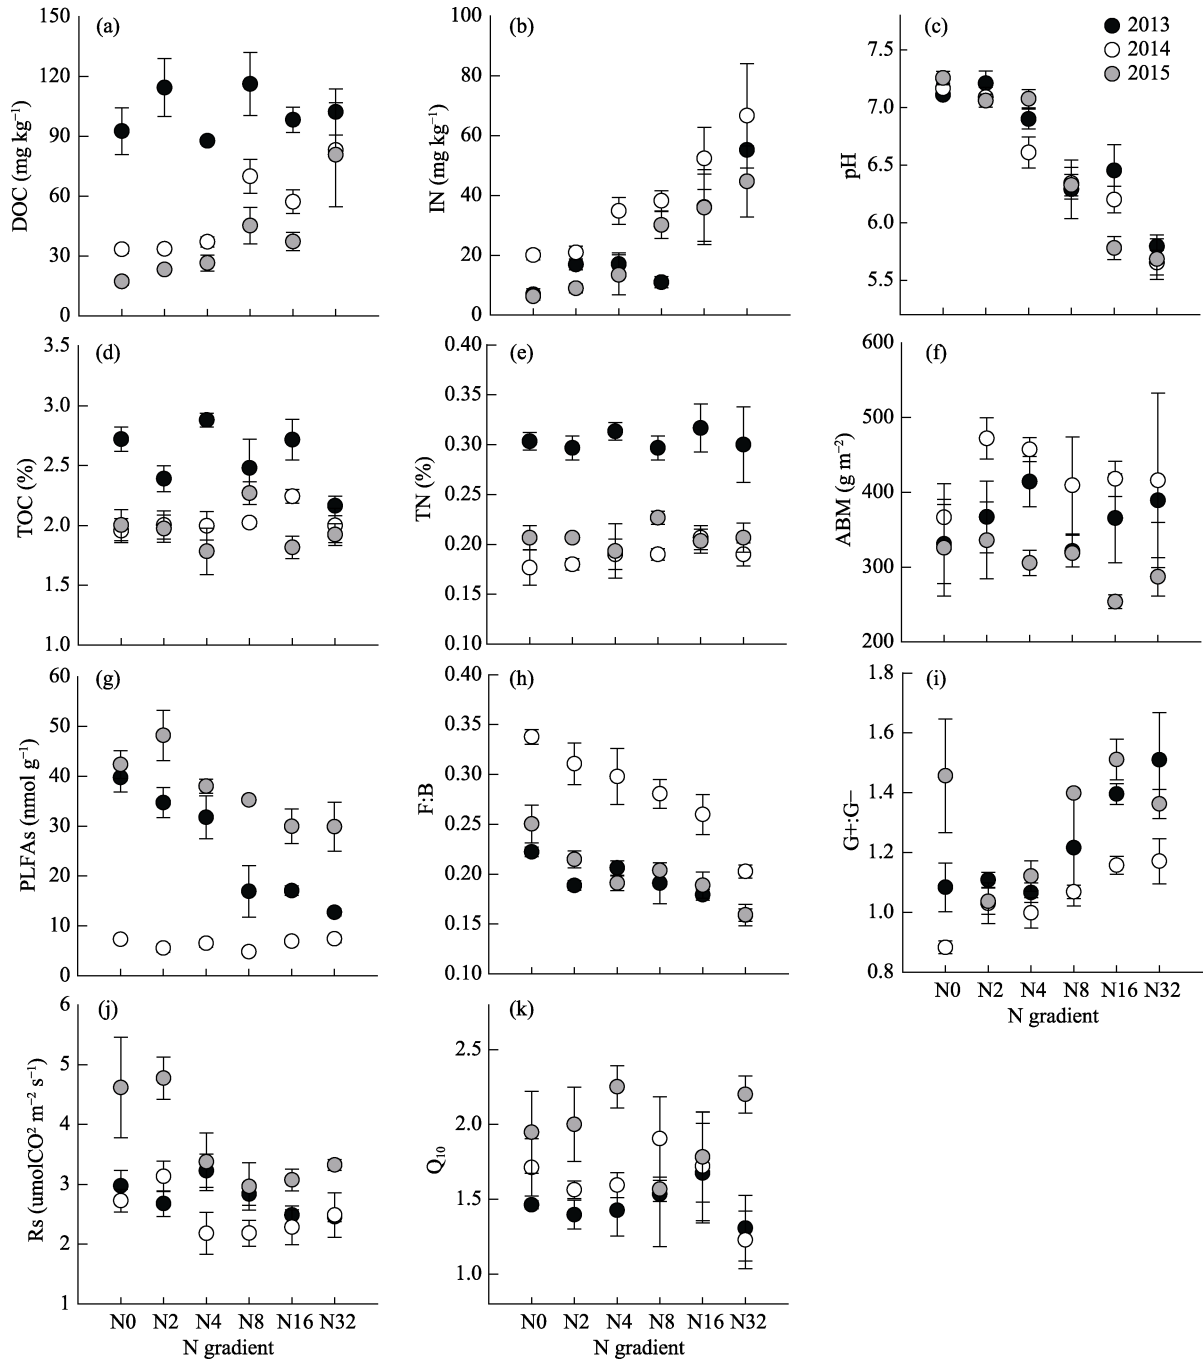 (a)
DOC (mg kg⁻¹)
150
120
90
60
30
0
(b)
IN (mg kg⁻¹)
100
80
60
40
20
0
(c)
2013
2014
2015
pH
7.5
7.0
6.5
6.0
5.5
(d)
TOC (%)
3.5
3.0
2.5
2.0
1.5
1.0
(e)
TN (%)
0.40
0.35
0.30
0.25
0.20
0.15
0.10
(f)
ABM (g m⁻²)
600
500
400
300
200
(g)
PLFAs (nmol g⁻¹)
60
50
40
30
20
10
0
(h)
F:B
0.40
0.35
0.30
0.25
0.20
0.15
0.10
(i)
G+:G−
1.8
1.6
1.4
1.2
1.0
0.8
N0 N2 N4 N8 N16 N32
N gradient
(j)
Rs (umolCO² m⁻² s⁻¹)
6
5
4
3
2
1
N0 N2 N4 N8 N16 N32
N gradient
(k)
Q₁₀
2.5
2.0
1.5
1.0
N0 N2 N4 N8 N16 N32
N gradient